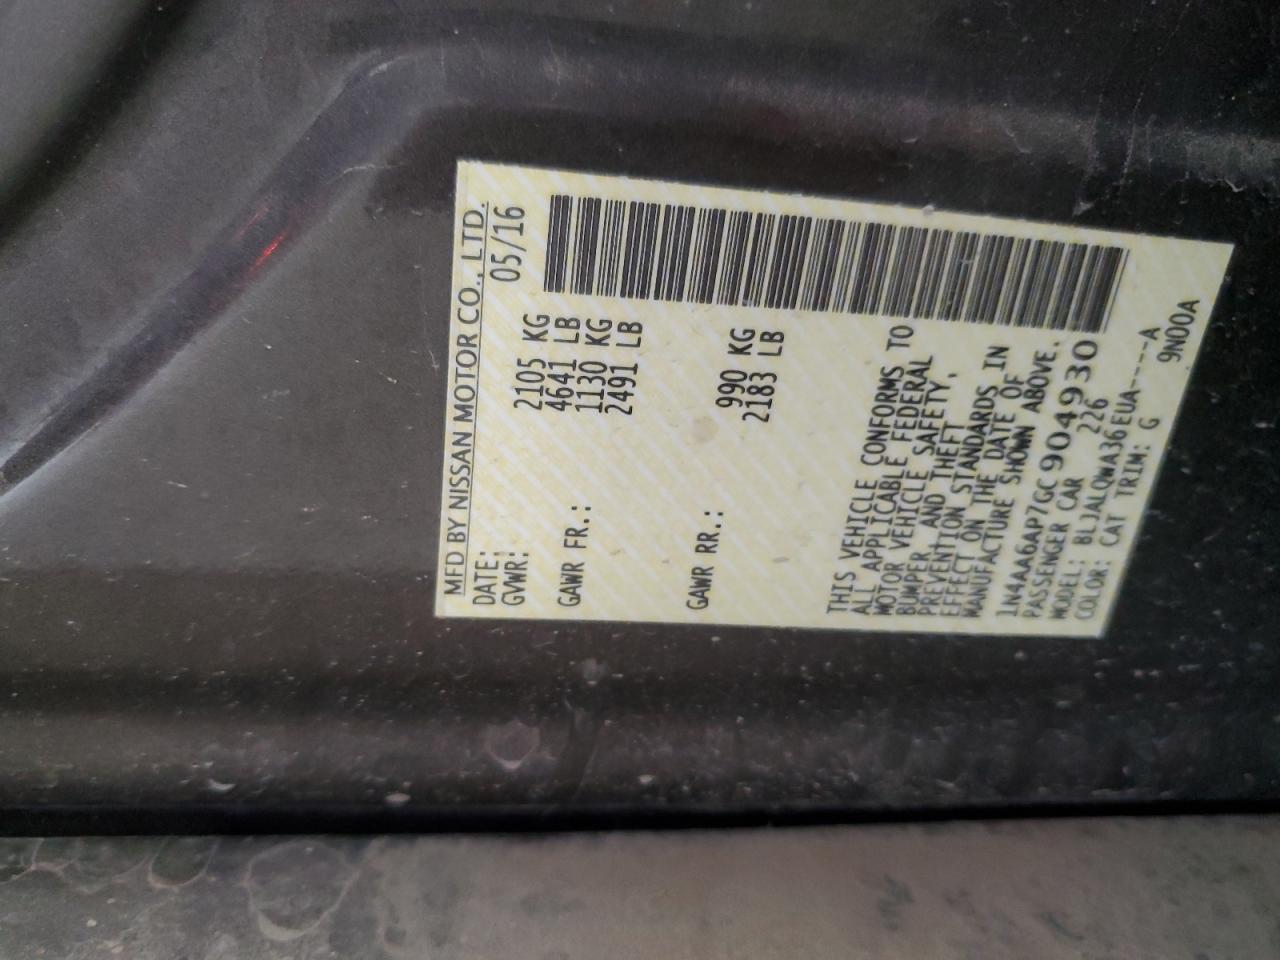 MFD BY NISSAN MOTOR CO., LTD.
DATE: 05/16
GVWR: 2105 KG
4641 LB
GAWR FR.: 1130 KG
2491 LB
GAWR RR.: 990 KG
2183 LB
THIS VEHICLE CONFORMS TO
ALL APPLICABLE FEDERAL
MOTOR VEHICLE SAFETY,
BUMPER, AND THEFT
PREVENTION STANDARDS IN
EFFECT ON THE DATE OF
MANUFACTURE SHOWN ABOVE.
1N4AA6AP7GC904930
PASSENGER CAR 226
MODEL: BLJALQWA36EUA----A
COLOR: CAT TRIM: G 9N00A